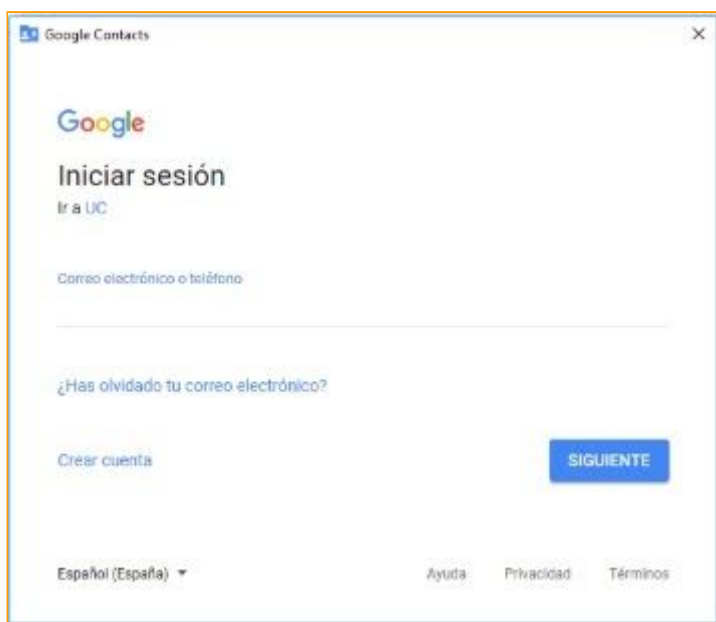 Google Contacts
Google
Iniciar sesión
Ir a UC
Correo electrónico o teléfono
¿Has olvidado tu correo electrónico?
Crear cuenta
SIGUIENTE
Español (España)
Ayuda Privacidad Términos